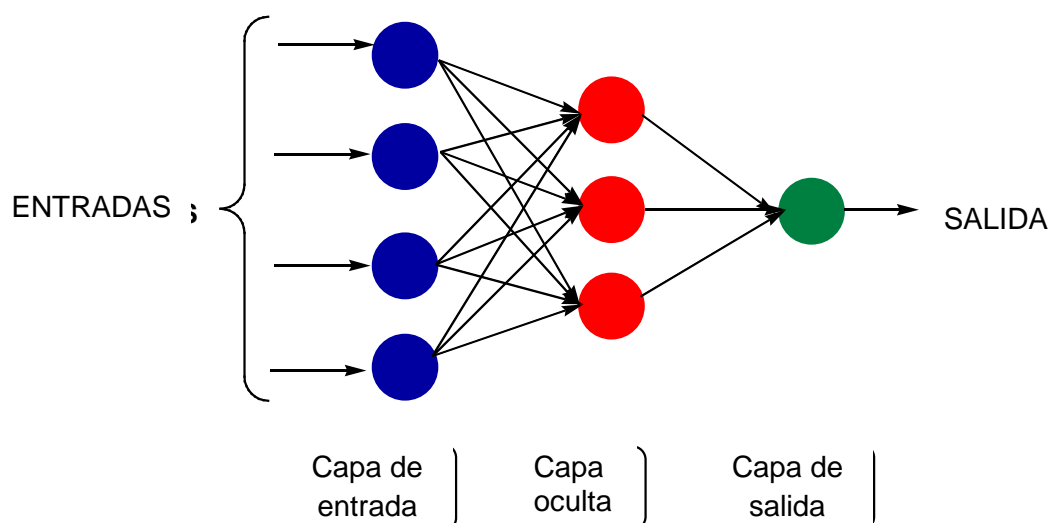 ENTRADAS s
SALIDA
Capa de
entrada
Capa
oculta
Capa de
salida